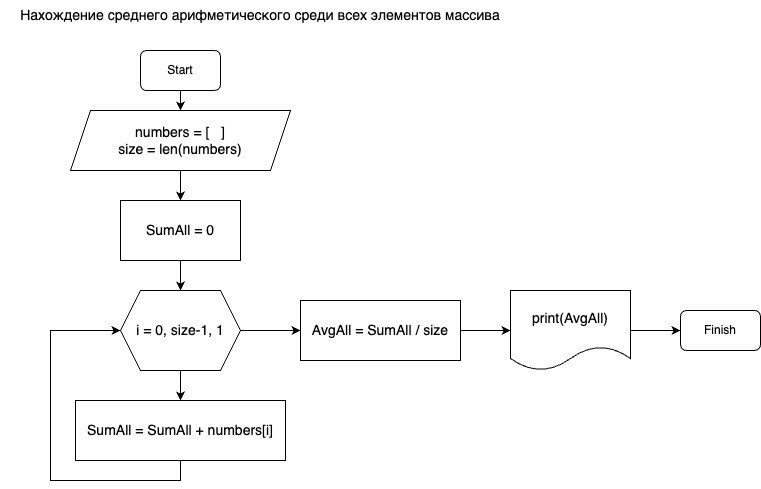 Нахождение среднего арифметического среди всех элементов массива
Start
numbers = [   ]
size = len(numbers)
SumAll = 0
i = 0, size-1, 1
AvgAll = SumAll / size
print(AvgAll)
Finish
SumAll = SumAll + numbers[i]